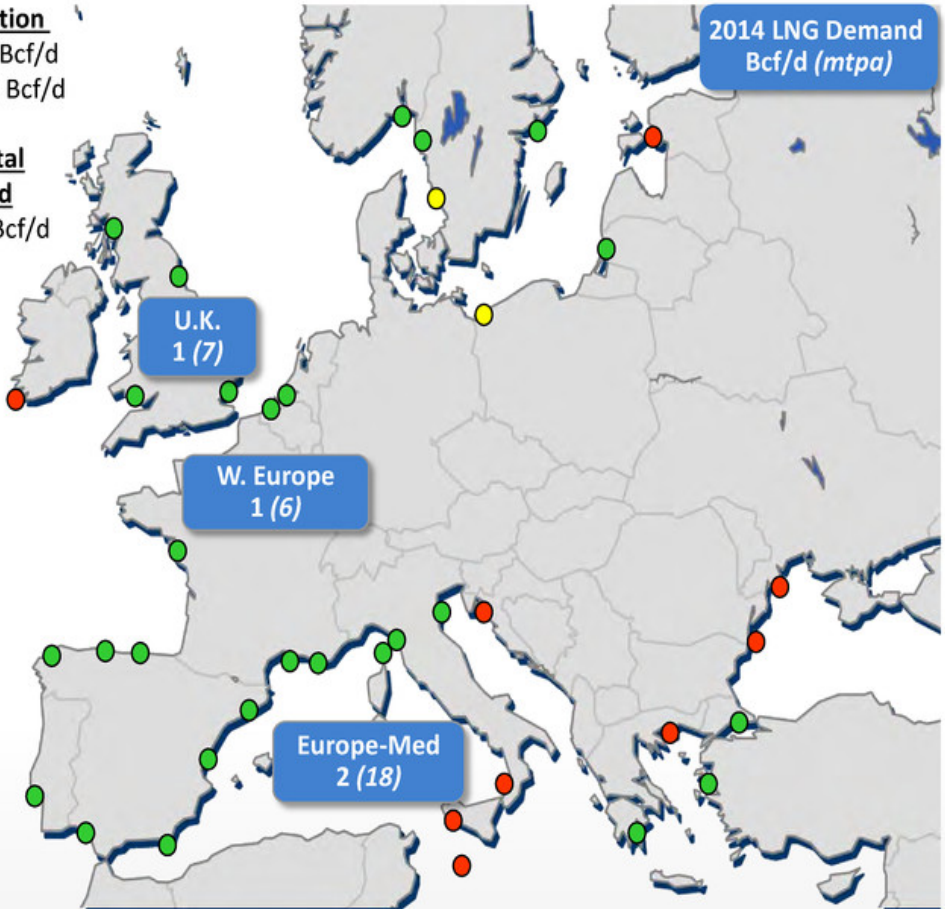 tion
Bcf/d
Bcf/d
tal
d
Bcf/d
2014 LNG Demand
Bcf/d (mtpa)
U.K.
1 (7)
W. Europe
1 (6)
Europe-Med
2 (18)